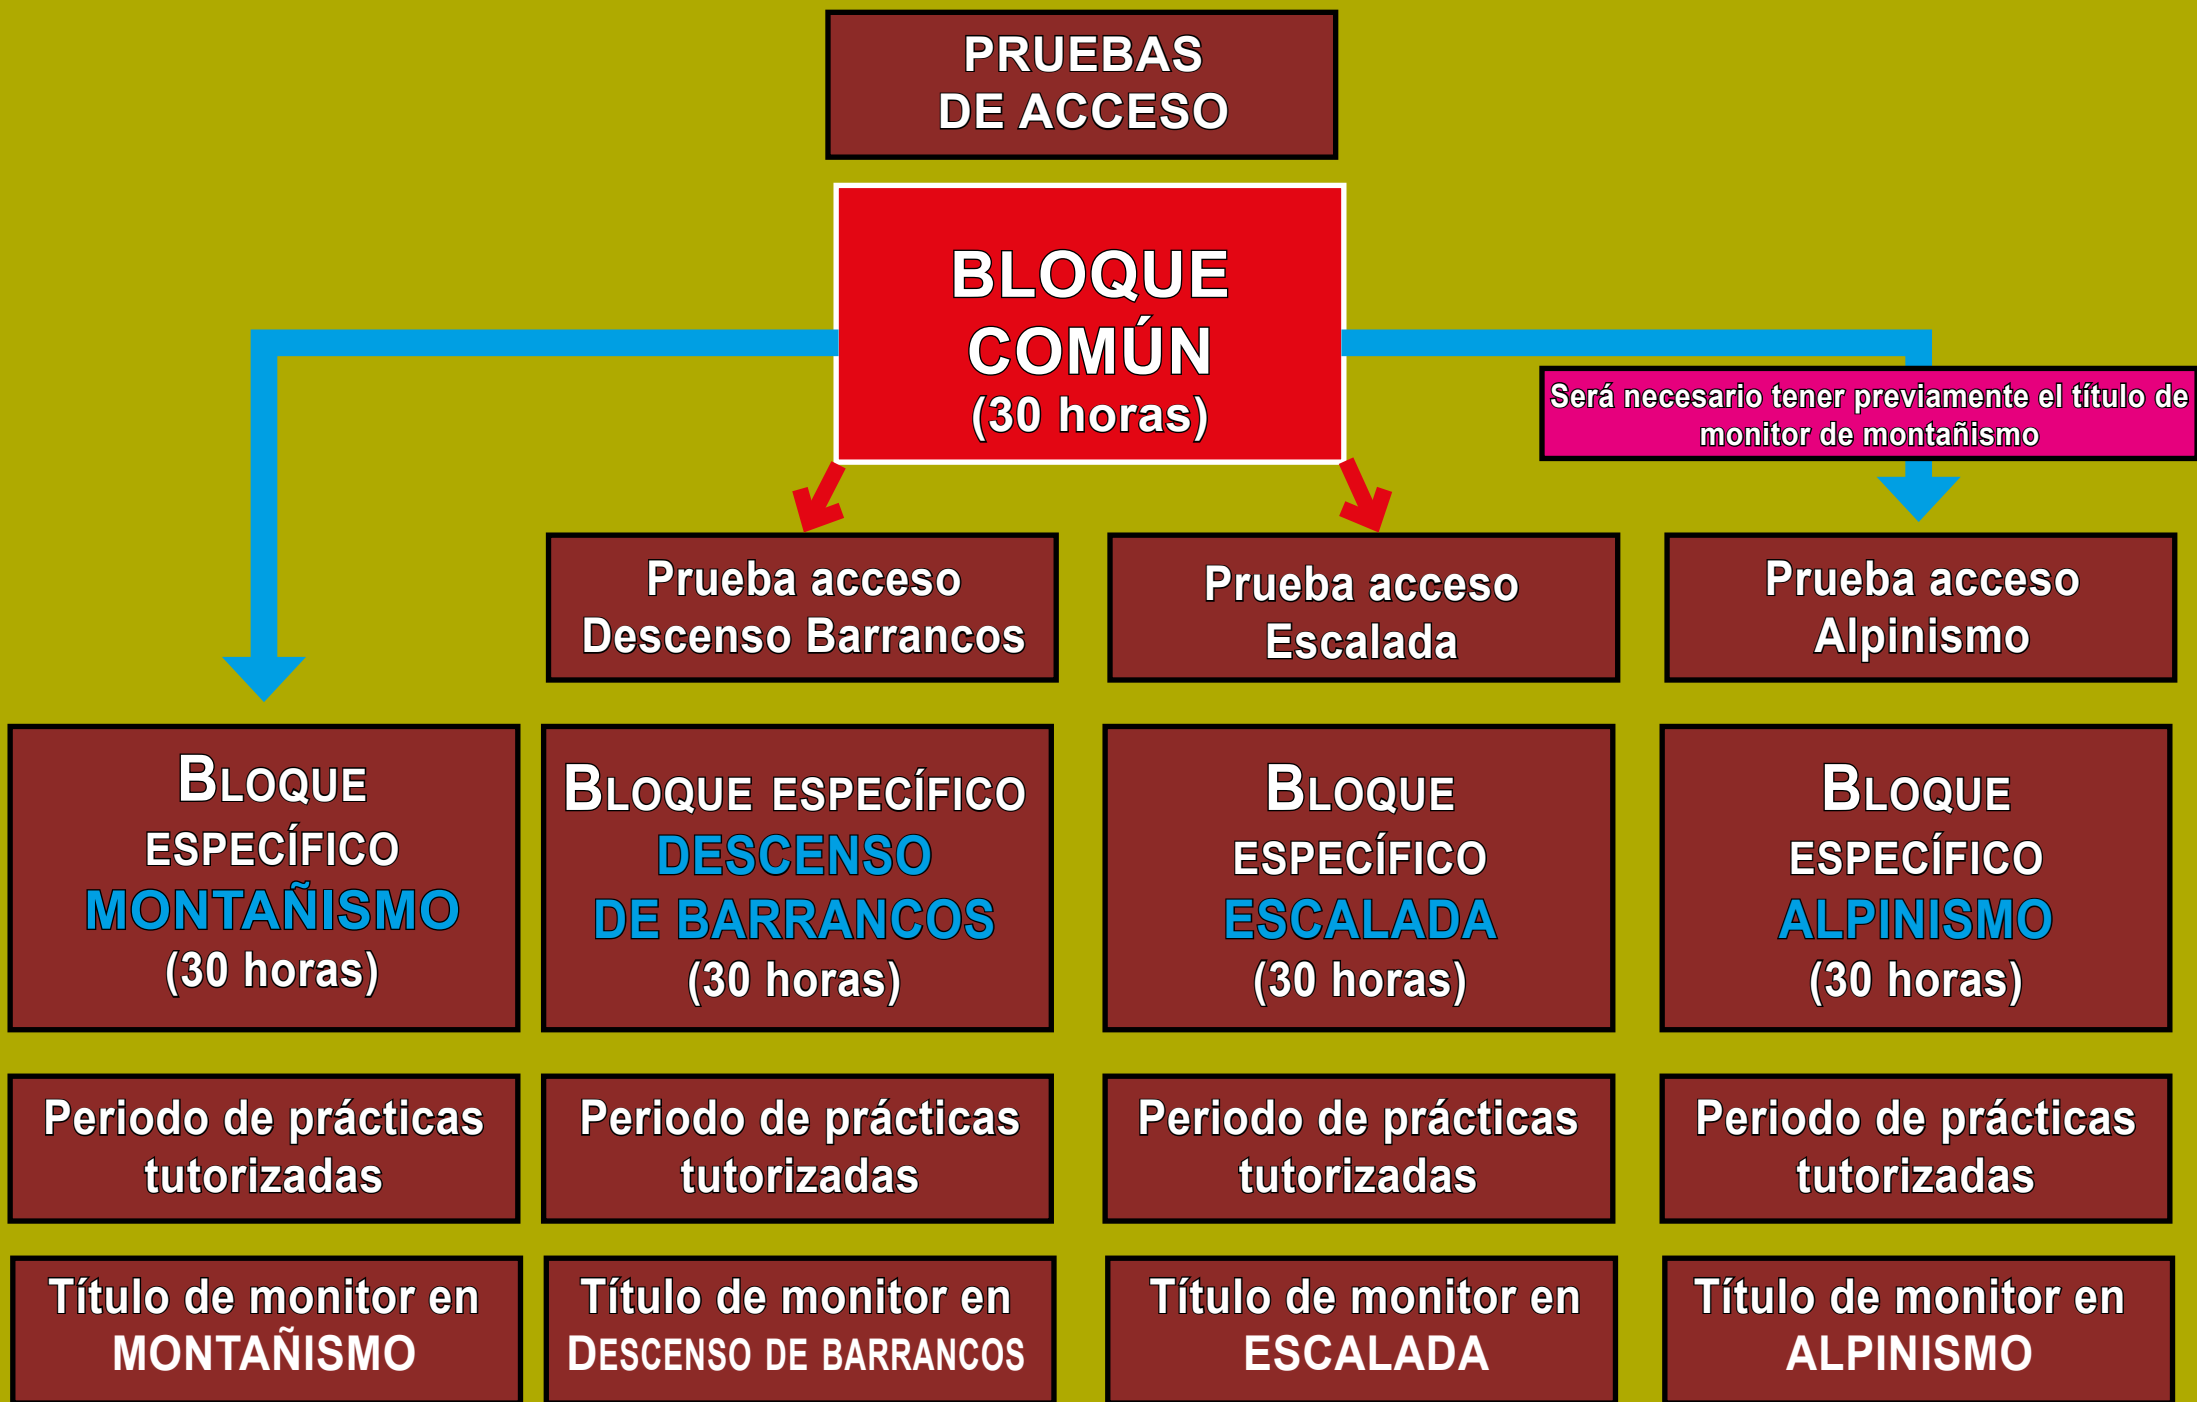 PRUEBAS
DE ACCESO
BLOQUE
COMÚN
(30 horas)
Será necesario tener previamente el título de
monitor de montañismo
Prueba acceso
Descenso Barrancos
Prueba acceso
Escalada
Prueba acceso
Alpinismo
BLOQUE
ESPECÍFICO
MONTAÑISMO
(30 horas)
BLOQUE ESPECÍFICO
DESCENSO
DE BARRANCOS
(30 horas)
BLOQUE
ESPECÍFICO
ESCALADA
(30 horas)
BLOQUE
ESPECÍFICO
ALPINISMO
(30 horas)
Periodo de prácticas
tutorizadas
Periodo de prácticas
tutorizadas
Periodo de prácticas
tutorizadas
Periodo de prácticas
tutorizadas
Título de monitor en
MONTAÑISMO
Título de monitor en
DESCENSO DE BARRANCOS
Título de monitor en
ESCALADA
Título de monitor en
ALPINISMO